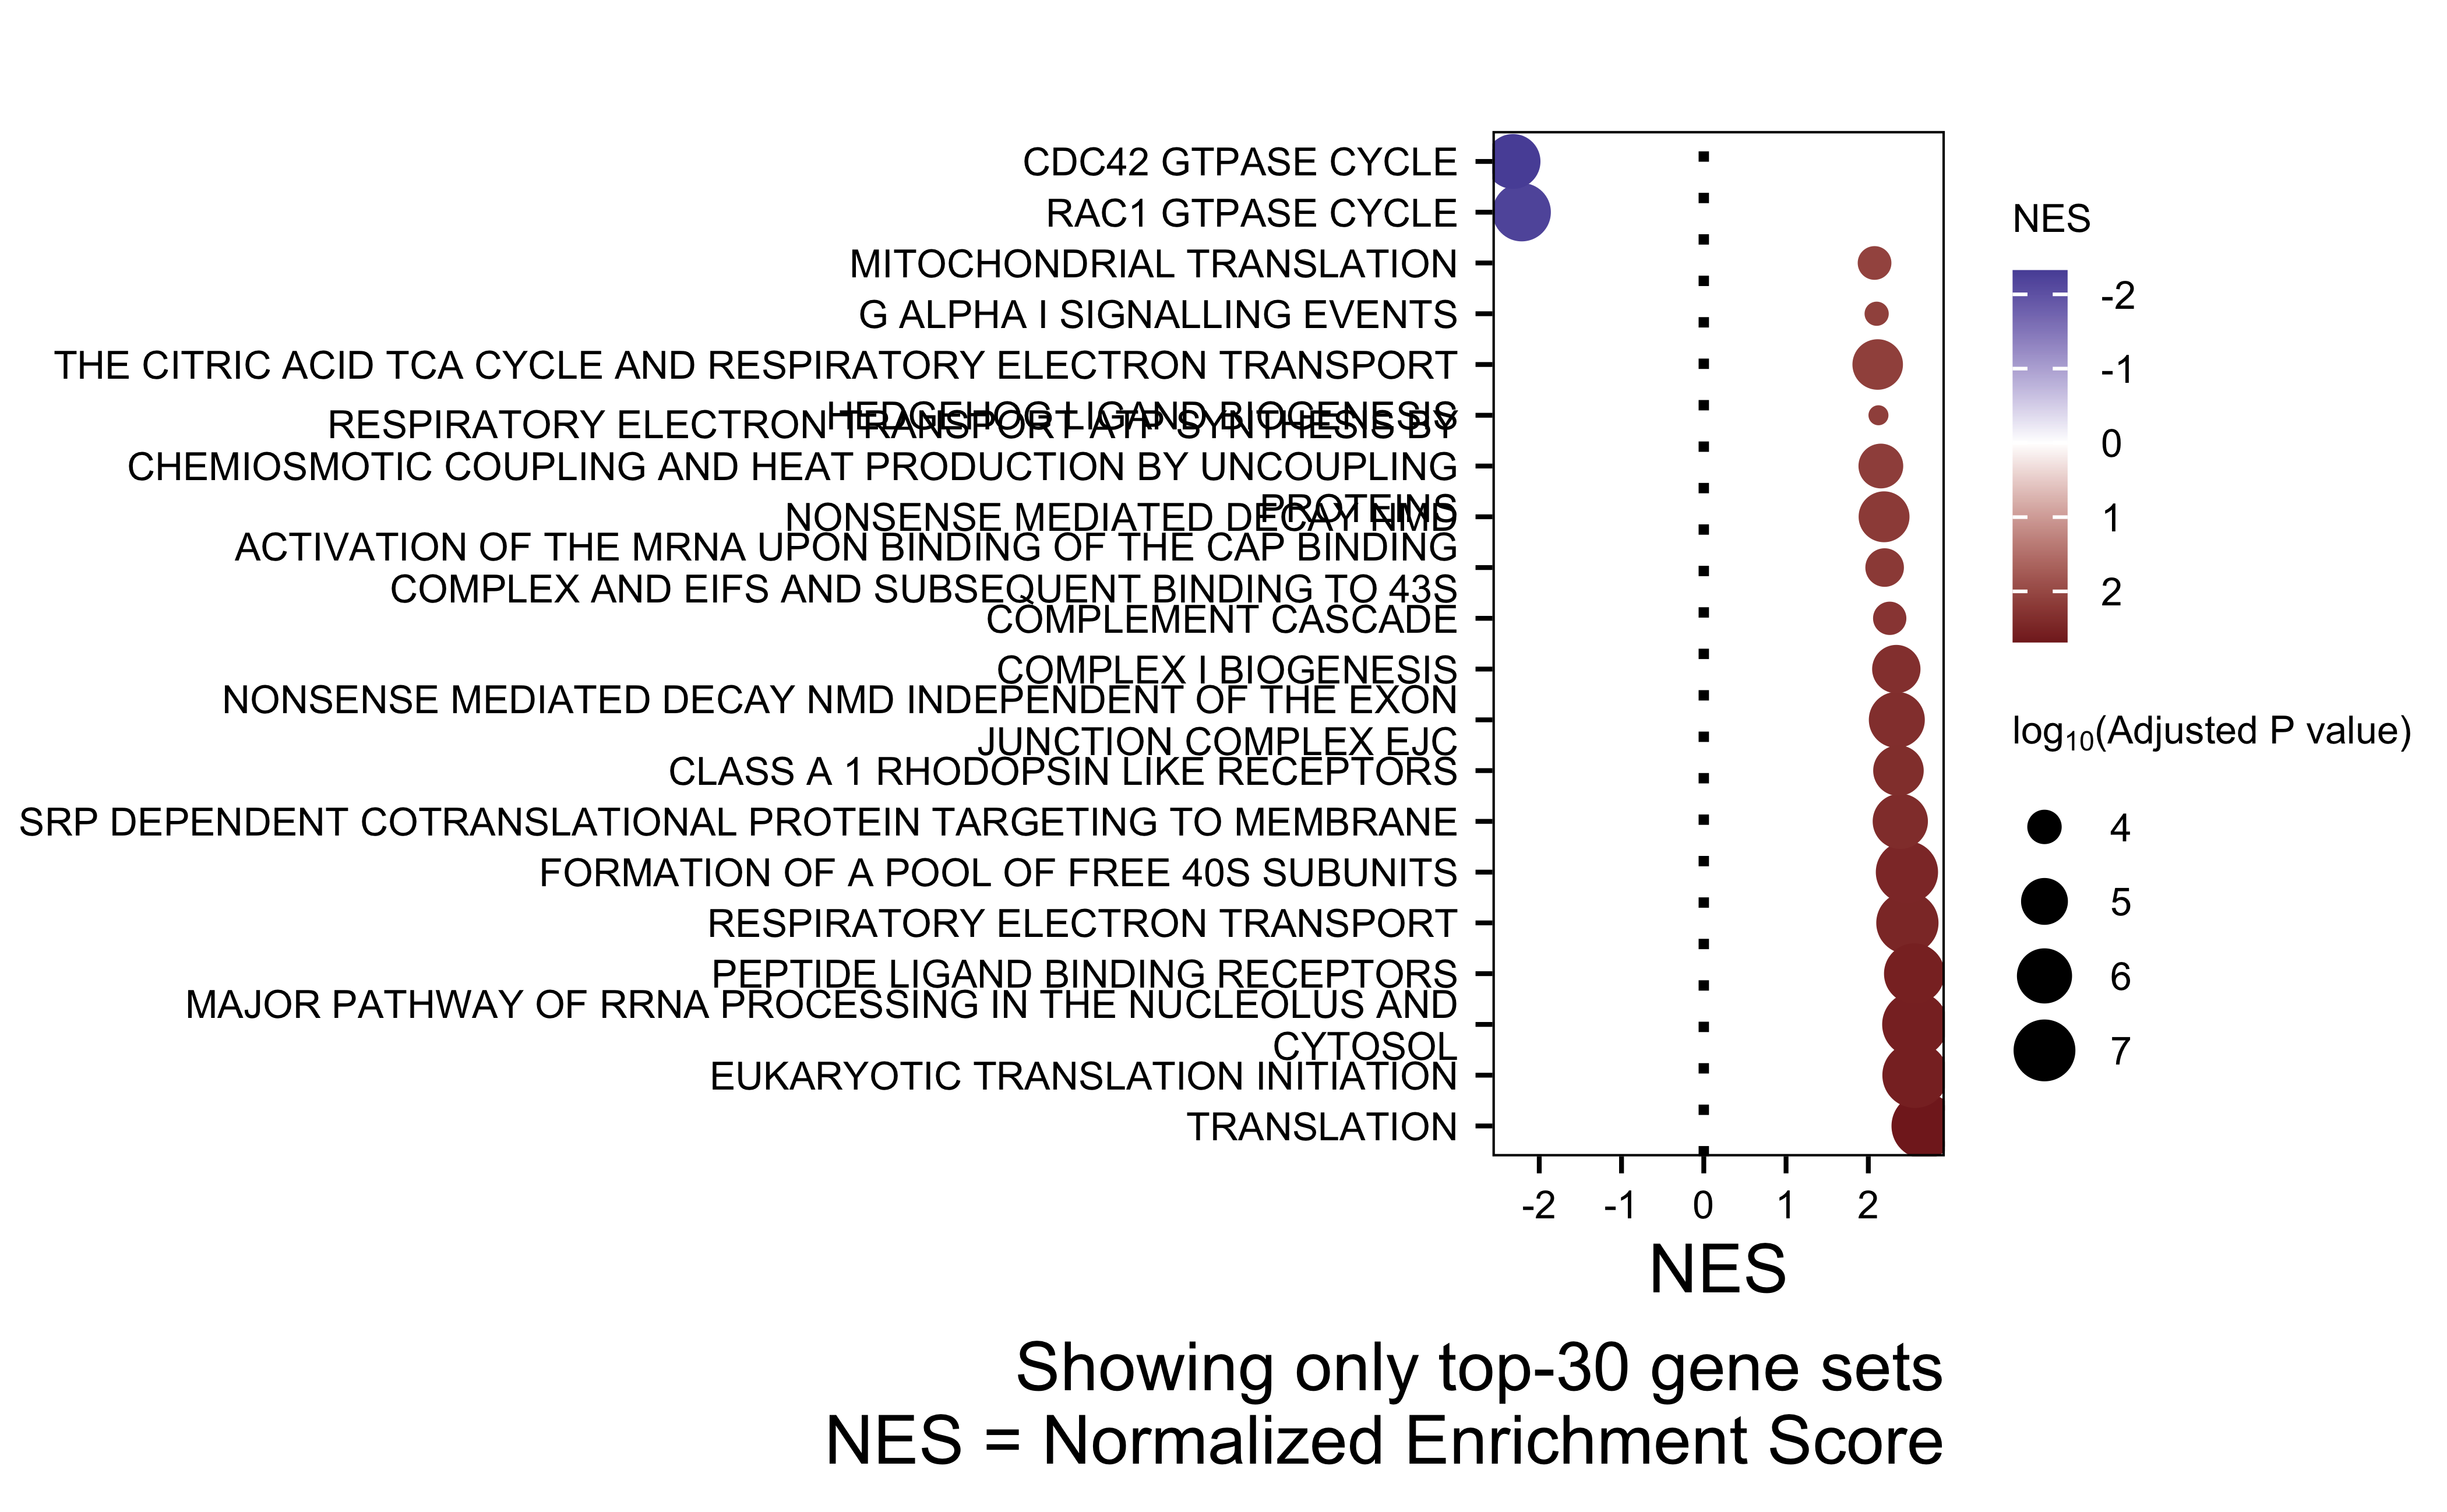 CDC42 GTPASE CYCLE
RAC1 GTPASE CYCLE
MITOCHONDRIAL TRANSLATION
G ALPHA I SIGNALLING EVENTS
THE CITRIC ACID TCA CYCLE AND RESPIRATORY ELECTRON TRANSPORT
HEDGEHOG LIGAND BIOGENESIS
RESPIRATORY ELECTRON TRANSPORT ATP SYNTHESIS BY
CHEMIOSMOTIC COUPLING AND HEAT PRODUCTION BY UNCOUPLING
PROTEINS
NONSENSE MEDIATED DECAY NMD
ACTIVATION OF THE MRNA UPON BINDING OF THE CAP BINDING
COMPLEX AND EIFS AND SUBSEQUENT BINDING TO 43S
COMPLEMENT CASCADE
COMPLEX I BIOGENESIS
NONSENSE MEDIATED DECAY NMD INDEPENDENT OF THE EXON
JUNCTION COMPLEX EJC
CLASS A 1 RHODOPSIN LIKE RECEPTORS
SRP DEPENDENT COTRANSLATIONAL PROTEIN TARGETING TO MEMBRANE
FORMATION OF A POOL OF FREE 40S SUBUNITS
RESPIRATORY ELECTRON TRANSPORT
PEPTIDE LIGAND BINDING RECEPTORS
MAJOR PATHWAY OF RRNA PROCESSING IN THE NUCLEOLUS AND
CYTOSOL
EUKARYOTIC TRANSLATION INITIATION
TRANSLATION
-2 -1 0 1 2
NES
Showing only top-30 gene sets
NES = Normalized Enrichment Score
NES
-2
-1
0
1
2
log₁₀(Adjusted P value)
4
5
6
7